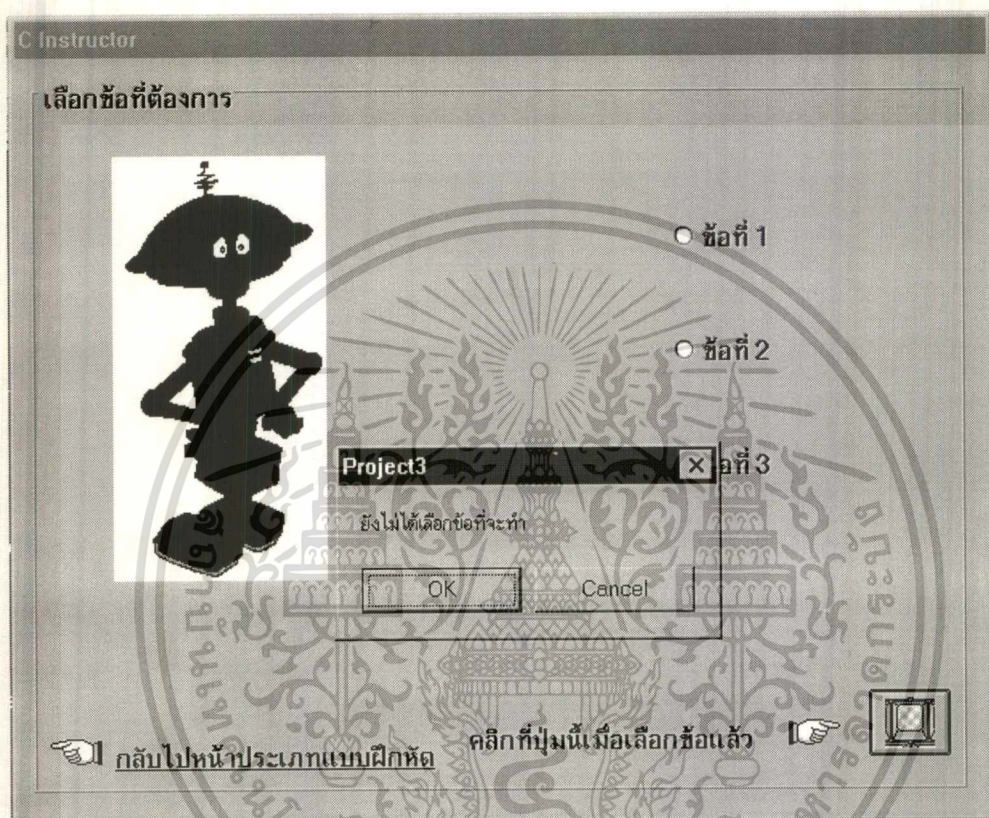 C Instructor
เลือกข้อที่ต้องการ
ข้อที่ 1
ข้อที่ 2
อที่ 3
Project3
ยังไม่ได้เลือกข้อที่จะทำ
OK
Cancel
คลิกที่ปุ่มนี้เมื่อเลือกข้อแล้ว
กลับไปหน้าประเภทแบบฝึกหัด